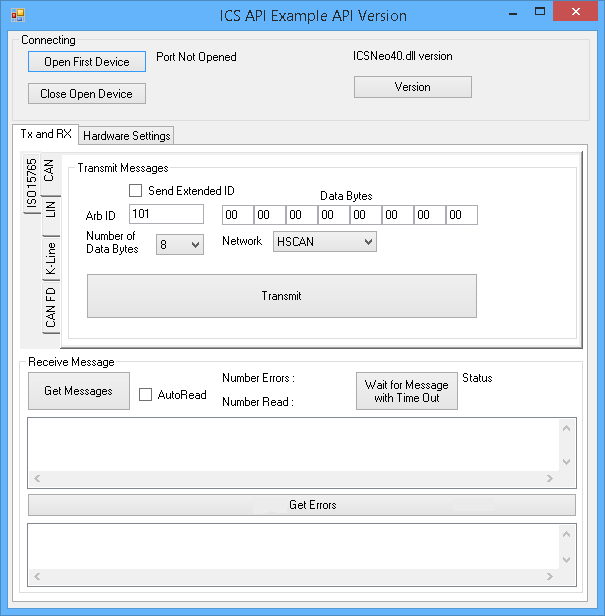 ICS API Example API Version
Connecting
Open First Device
Port Not Opened
ICSNeo40.dll version
Close Open Device
Version
Tx and RX
Hardware Settings
ISO15765
CAN
LIN
K-Line
CAN FD
Transmit Messages
Send Extended ID
Data Bytes
Arb ID
101
00 00 00 00 00 00 00 00
Number of
Data Bytes
8
Network
HSCAN
Transmit
Receive Message
Get Messages
AutoRead
Number Errors :
Number Read :
Wait for Message
with Time Out
Status
Get Errors